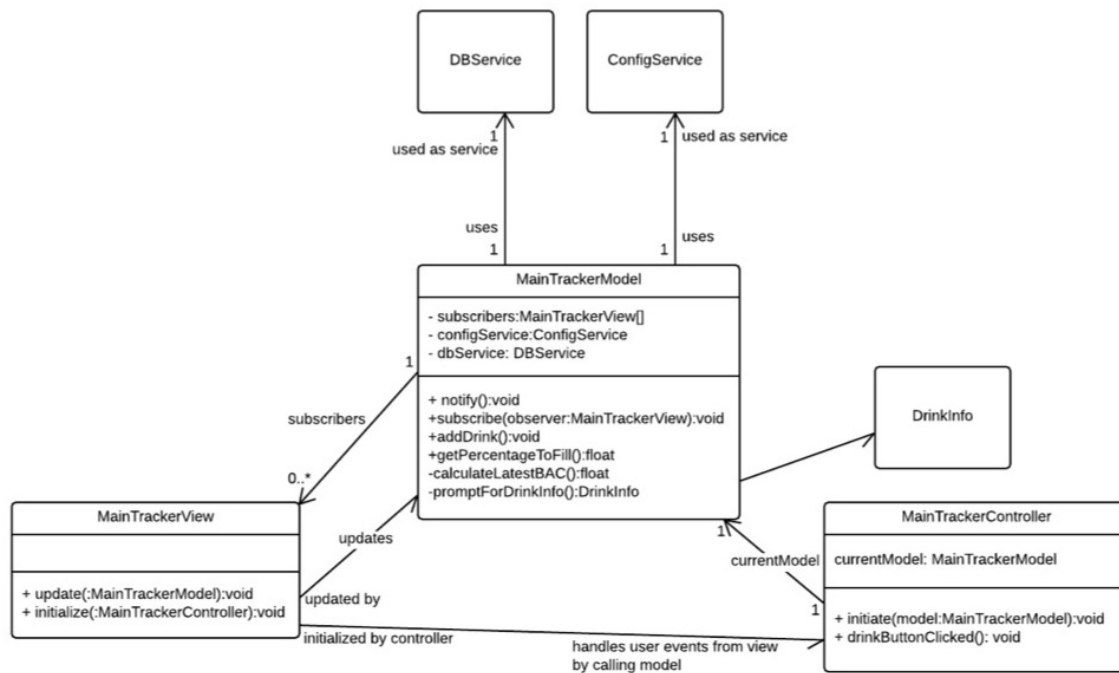 DBService
ConfigService
1
used as service
1
used as service
uses
1
uses
1
MainTrackerModel
- subscribers:MainTrackerView[]
- configService:ConfigService
- dbService: DBService
+ notify():void
+subscribe(observer:MainTrackerView):void
+addDrink():void
+getPercentageToFill():float
-calculateLatestBAC():float
-promptForDrinkInfo():DrinkInfo
1
subscribers
0..*
DrinkInfo
MainTrackerView
+ update(:MainTrackerModel):void
+ initialize(:MainTrackerController):void
updates
updated by
initialized by controller
handles user events from view
by calling model
1
currentModel
1
MainTrackerController
currentModel: MainTrackerModel
+ initiate(model:MainTrackerModel):void
+ drinkButtonClicked(): void